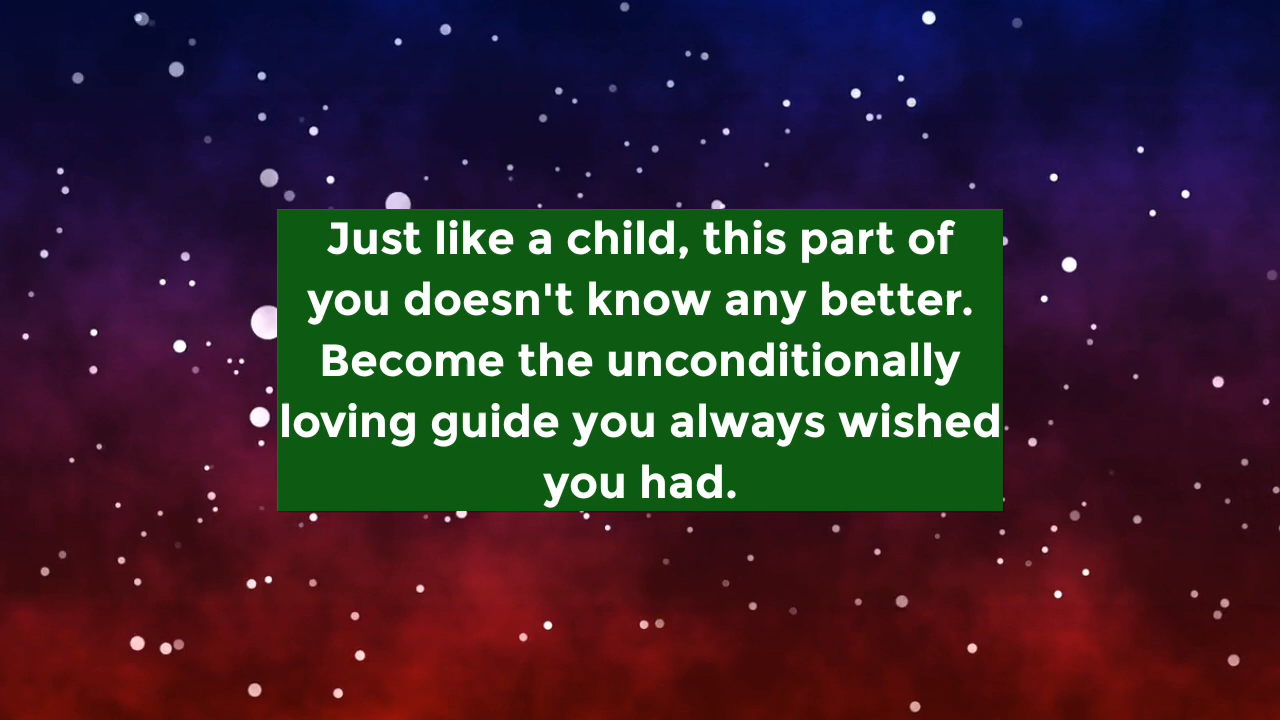 Just like a child, this part of
you doesn't know any better.
Become the unconditionally
loving guide you always wished
you had.